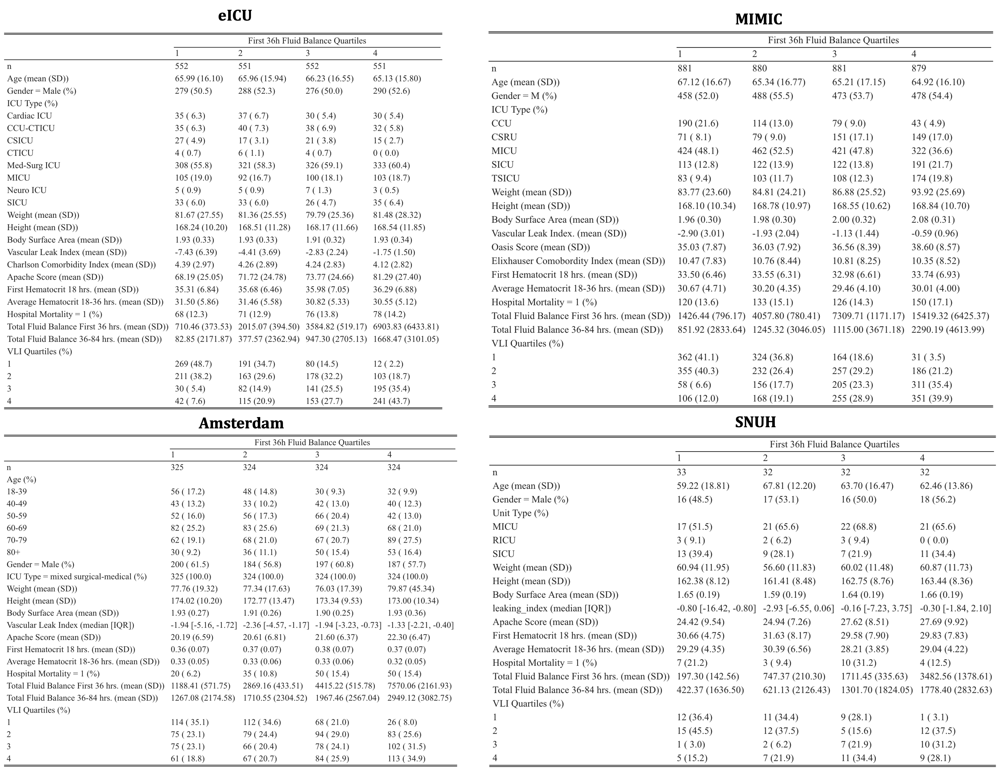 eICU
First 36h Fluid Balance Quartiles
1 2 3 4
n 552 551 552 551
Age (mean (SD)) 65.99 (16.10) 65.96 (15.94) 66.23 (16.55) 65.13 (15.80)
Gender = Male (%) 279 (50.5) 288 (52.3) 276 (50.0) 290 (52.6)
ICU Type (%)
Cardiac ICU 35 ( 6.3) 37 ( 6.7) 30 ( 5.4) 30 ( 5.4)
CCU-CTICU 35 ( 6.3) 40 ( 7.3) 38 ( 6.9) 32 ( 5.8)
CSICU 27 ( 4.9) 17 ( 3.1) 21 ( 3.8) 15 ( 2.7)
CTICU 4 ( 0.7) 6 ( 1.1) 4 ( 0.7) 0 ( 0.0)
Med-Surg ICU 308 (55.8) 321 (58.3) 326 (59.1) 333 (60.4)
MICU 105 (19.0) 92 (16.7) 100 (18.1) 103 (18.7)
Neuro ICU 5 ( 0.9) 5 ( 0.9) 7 ( 1.3) 3 ( 0.5)
SICU 33 ( 6.0) 33 ( 6.0) 26 ( 4.7) 35 ( 6.4)
Weight (mean (SD)) 81.67 (27.55) 81.36 (25.55) 79.79 (25.36) 81.48 (28.32)
Height (mean (SD)) 168.24 (10.20) 168.51 (11.28) 168.17 (11.66) 168.54 (11.85)
Body Surface Area (mean (SD)) 1.93 (0.33) 1.93 (0.33) 1.91 (0.32) 1.93 (0.34)
Vascular Leak Index (mean (SD)) -7.43 (6.39) -4.41 (3.69) -2.83 (2.24) -1.75 (1.50)
Charlson Comorbidity Index (mean (SD)) 4.39 (2.97) 4.26 (2.89) 4.24 (2.83) 4.12 (2.82)
Apache Score (mean (SD)) 68.19 (25.05) 71.72 (24.78) 73.77 (24.66) 81.29 (27.40)
First Hematocrit 18 hrs. (mean (SD)) 35.31 (6.84) 35.68 (6.46) 35.98 (7.05) 36.29 (6.88)
Average Hematocrit 18-36 hrs. (mean (SD)) 31.50 (5.86) 31.46 (5.58) 30.82 (5.33) 30.55 (5.12)
Hospital Mortality = 1 (%) 68 (12.3) 71 (12.9) 76 (13.8) 78 (14.2)
Total Fluid Balance First 36 hrs. (mean (SD)) 710.46 (373.53) 2015.07 (394.50) 3584.82 (519.17) 6903.83 (6433.81)
Total Fluid Balance 36-84 hrs. (mean (SD)) 82.85 (2171.87) 377.57 (2362.94) 947.30 (2705.13) 1668.47 (3101.05)
VLI Quartiles (%)
1 269 (48.7) 191 (34.7) 80 (14.5) 12 ( 2.2)
2 211 (38.2) 163 (29.6) 178 (32.2) 103 (18.7)
3 30 ( 5.4) 82 (14.9) 141 (25.5) 195 (35.4)
4 42 ( 7.6) 115 (20.9) 153 (27.7) 241 (43.7)
MIMIC
First 36h Fluid Balance Quartiles
1 2 3 4
n 881 880 881 879
Age (mean (SD)) 67.12 (16.67) 65.34 (16.77) 65.21 (17.15) 64.92 (16.10)
Gender = M (%) 458 (52.0) 488 (55.5) 473 (53.7) 478 (54.4)
ICU Type (%)
CCU 190 (21.6) 114 (13.0) 79 ( 9.0) 43 ( 4.9)
CSRU 71 ( 8.1) 79 ( 9.0) 151 (17.1) 149 (17.0)
MICU 424 (48.1) 462 (52.5) 421 (47.8) 322 (36.6)
SICU 113 (12.8) 122 (13.9) 122 (13.8) 191 (21.7)
TSICU 83 ( 9.4) 103 (11.7) 108 (12.3) 174 (19.8)
Weight (mean (SD)) 83.77 (23.60) 84.81 (24.21) 86.88 (25.52) 93.92 (25.69)
Height (mean (SD)) 168.10 (10.34) 168.78 (10.97) 168.55 (10.62) 168.84 (10.70)
Body Surface Area (mean (SD)) 1.96 (0.30) 1.98 (0.30) 2.00 (0.32) 2.08 (0.31)
Vascular Leak Index. (mean (SD)) -2.90 (3.01) -1.93 (2.04) -1.13 (1.44) -0.59 (0.96)
Oasis Score (mean (SD)) 35.03 (7.87) 36.03 (7.92) 36.56 (8.39) 38.60 (8.57)
Elixhauser Comobordity Index (mean (SD)) 10.47 (7.83) 10.76 (8.44) 10.81 (8.25) 10.35 (8.52)
First Hematocrit 18 hrs. (mean (SD)) 33.50 (6.46) 33.55 (6.31) 32.98 (6.61) 33.74 (6.93)
Average Hematocrit 18-36 hrs. (mean (SD)) 30.67 (4.71) 30.20 (4.35) 29.46 (4.10) 30.01 (4.00)
Hospital Mortality = 1 (%) 120 (13.6) 133 (15.1) 126 (14.3) 150 (17.1)
Total Fluid Balance First 36 hrs. (mean (SD)) 1426.44 (796.17) 4057.80 (780.41) 7309.71 (1171.17) 15419.32 (6425.37)
Total Fluid Balance 36-84 hrs. (mean (SD)) 851.92 (2833.64) 1245.32 (3046.05) 1115.00 (3671.18) 2290.19 (4613.99)
VLI Quartiles (%)
1 362 (41.1) 324 (36.8) 164 (18.6) 31 ( 3.5)
2 355 (40.3) 232 (26.4) 257 (29.2) 186 (21.2)
3 58 ( 6.6) 156 (17.7) 205 (23.3) 311 (35.4)
4 106 (12.0) 168 (19.1) 255 (28.9) 351 (39.9)
Amsterdam
First 36h Fluid Balance Quartiles
1 2 3 4
n 325 324 324 324
Age (%)
18-39 56 ( 17.2) 48 ( 14.8) 30 ( 9.3) 32 ( 9.9)
40-49 43 ( 13.2) 33 ( 10.2) 42 ( 13.0) 40 ( 12.3)
50-59 52 ( 16.0) 56 ( 17.3) 66 ( 20.4) 42 ( 13.0)
60-69 82 ( 25.2) 83 ( 25.6) 69 ( 21.3) 68 ( 21.0)
70-79 62 ( 19.1) 68 ( 21.0) 67 ( 20.7) 89 ( 27.5)
80+ 30 ( 9.2) 36 ( 11.1) 50 ( 15.4) 53 ( 16.4)
Gender = Male (%) 200 ( 61.5) 184 ( 56.8) 197 ( 60.8) 187 ( 57.7)
ICU Type = mixed surgical-medical (%) 325 (100.0) 324 (100.0) 324 (100.0) 324 (100.0)
Weight (mean (SD)) 77.76 (19.32) 77.34 (17.63) 76.03 (17.39) 79.87 (45.34)
Height (mean (SD)) 174.02 (10.20) 172.77 (13.47) 173.34 (9.53) 173.00 (10.34)
Body Surface Area (mean (SD)) 1.93 (0.27) 1.91 (0.26) 1.90 (0.25) 1.93 (0.36)
Vascular Leak Index (median [IQR]) -1.94 [-5.16, -1.72] -2.36 [-4.57, -1.17] -1.94 [-3.23, -0.73] -1.33 [-2.21, -0.40]
Apache Score (mean (SD)) 20.19 (6.59) 20.61 (6.81) 21.60 (6.37) 22.30 (6.47)
First Hematocrit 18 hrs. (mean (SD)) 0.36 (0.07) 0.37 (0.07) 0.38 (0.07) 0.37 (0.07)
Average Hematocrit 18-36 hrs. (mean (SD)) 0.33 (0.05) 0.33 (0.06) 0.33 (0.06) 0.32 (0.05)
Hospital Mortality = 1 (%) 20 ( 6.2) 35 ( 10.8) 50 ( 15.4) 50 ( 15.4)
Total Fluid Balance First 36 hrs. (mean (SD)) 1188.41 (571.75) 2869.16 (433.51) 4415.22 (515.78) 7570.06 (2161.93)
Total Fluid Balance 36-84 hrs. (mean (SD)) 1267.08 (2174.58) 1710.55 (2304.52) 1967.46 (2567.04) 2949.12 (3082.75)
VLI Quartiles (%)
1 114 ( 35.1) 112 ( 34.6) 68 ( 21.0) 26 ( 8.0)
2 75 ( 23.1) 79 ( 24.4) 94 ( 29.0) 83 ( 25.6)
3 75 ( 23.1) 66 ( 20.4) 78 ( 24.1) 102 ( 31.5)
4 61 ( 18.8) 67 ( 20.7) 84 ( 25.9) 113 ( 34.9)
SNUH
First 36h Fluid Balance Quartiles
1 2 3 4
n 33 32 32 32
Age (mean (SD)) 59.22 (18.81) 67.81 (12.20) 63.70 (16.47) 62.46 (13.86)
Gender = Male (%) 16 (48.5) 17 (53.1) 16 (50.0) 18 (56.2)
Unit Type (%)
MICU 17 (51.5) 21 (65.6) 22 (68.8) 21 (65.6)
RICU 3 ( 9.1) 2 ( 6.2) 3 ( 9.4) 0 ( 0.0)
SICU 13 (39.4) 9 (28.1) 7 (21.9) 11 (34.4)
Weight (mean (SD)) 60.94 (11.95) 56.60 (11.83) 60.02 (11.48) 60.87 (11.73)
Height (mean (SD)) 162.38 (8.12) 161.41 (8.48) 162.75 (8.76) 163.44 (8.36)
Body Surface Area (mean (SD)) 1.65 (0.19) 1.59 (0.19) 1.64 (0.19) 1.66 (0.19)
leaking_index (median [IQR]) -0.80 [-16.42, -0.80] -2.93 [-6.55, 0.06] -0.16 [-7.23, 3.75] -0.30 [-1.84, 2.10]
Apache Score (mean (SD)) 24.42 (9.54) 24.94 (7.26) 27.62 (8.51) 27.69 (9.92)
First Hematocrit 18 hrs. (mean (SD)) 30.66 (4.75) 31.63 (8.17) 29.58 (7.90) 29.83 (7.83)
Average Hematocrit 18-36 hrs. (mean (SD)) 29.29 (4.35) 30.39 (6.56) 28.21 (3.85) 29.04 (4.22)
Hospital Mortality = 1 (%) 7 (21.2) 3 ( 9.4) 10 (31.2) 4 (12.5)
Total Fluid Balance First 36 hrs. (mean (SD)) 197.30 (142.56) 747.37 (210.30) 1711.45 (335.63) 3482.56 (1378.61)
Total Fluid Balance 36-84 hrs. (mean (SD)) 422.37 (1636.50) 621.13 (2126.43) 1301.70 (1824.05) 1778.40 (2832.63)
VLI Quartiles (%)
1 12 (36.4) 11 (34.4) 9 (28.1) 1 ( 3.1)
2 15 (45.5) 12 (37.5) 5 (15.6) 12 (37.5)
3 1 ( 3.0) 2 ( 6.2) 7 (21.9) 10 (31.2)
4 5 (15.2) 7 (21.9) 11 (34.4) 9 (28.1)